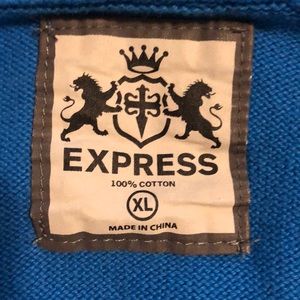 EXPRESS
100% COTTON
XL
MADE IN CHINA